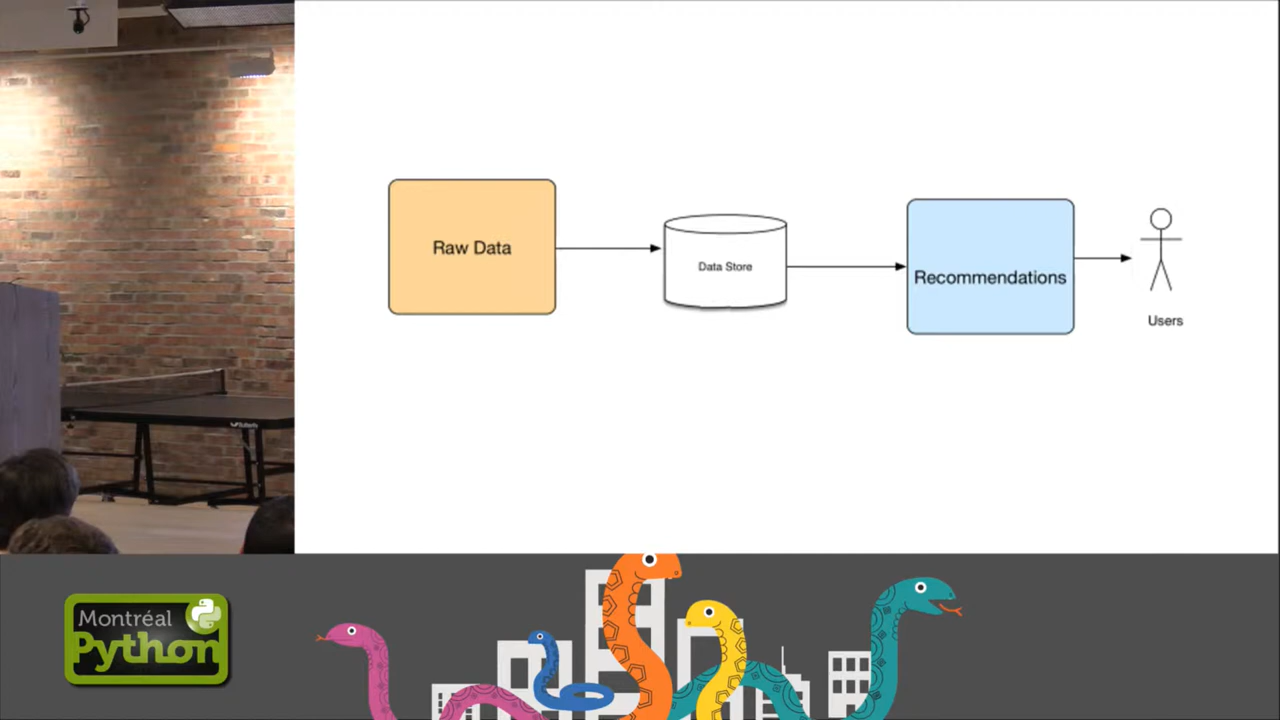 Raw Data
Data Store
Recommendations
Users
Montréal
Python